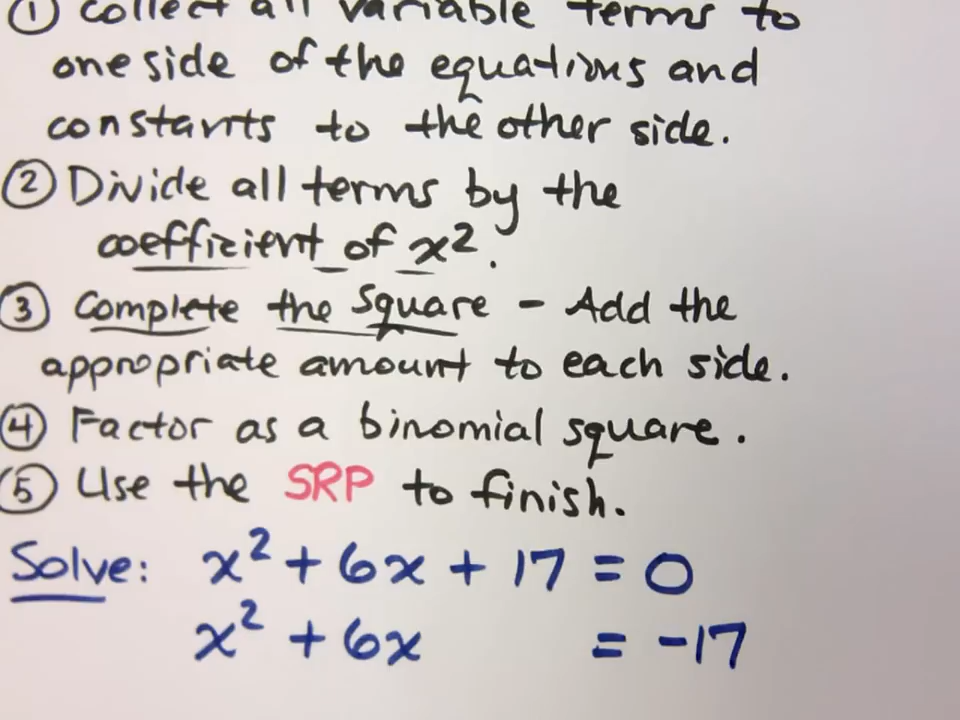 ① Collect all variable terms to
one side of the equations and
constants to the other side.
② Divide all terms by the
coefficient of x².
③ Complete the Square - Add the
appropriate amount to each side.
④ Factor as a binomial square.
⑤ Use the SRP to finish.
Solve: x² + 6x + 17 = 0
x² + 6x = -17